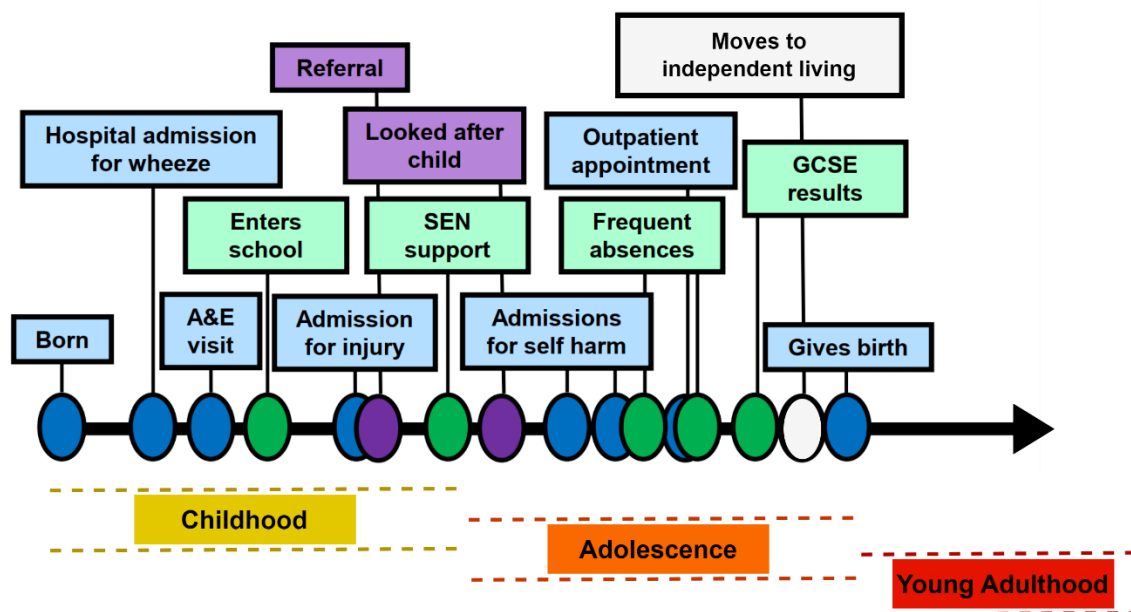 Moves to
independent living
Referral
Hospital admission
for wheeze
Looked after
child
Outpatient
appointment
GCSE
results
Enters
school
SEN
support
Frequent
absences
Born
A&E
visit
Admission
for injury
Admissions
for self harm
Gives birth
Childhood
Adolescence
Young Adulthood